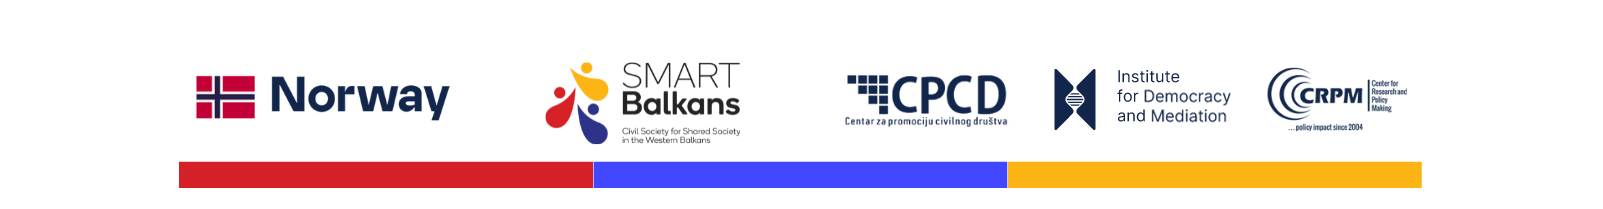 Norway
SMART
Balkans
Civil Society for Shared Society
in the Western Balkans
CPCD
Centar za promociju civilnog društva
Institute
for Democracy
and Mediation
CRPM
Center for
Research and
Policy
Making
...policy impact since 2004